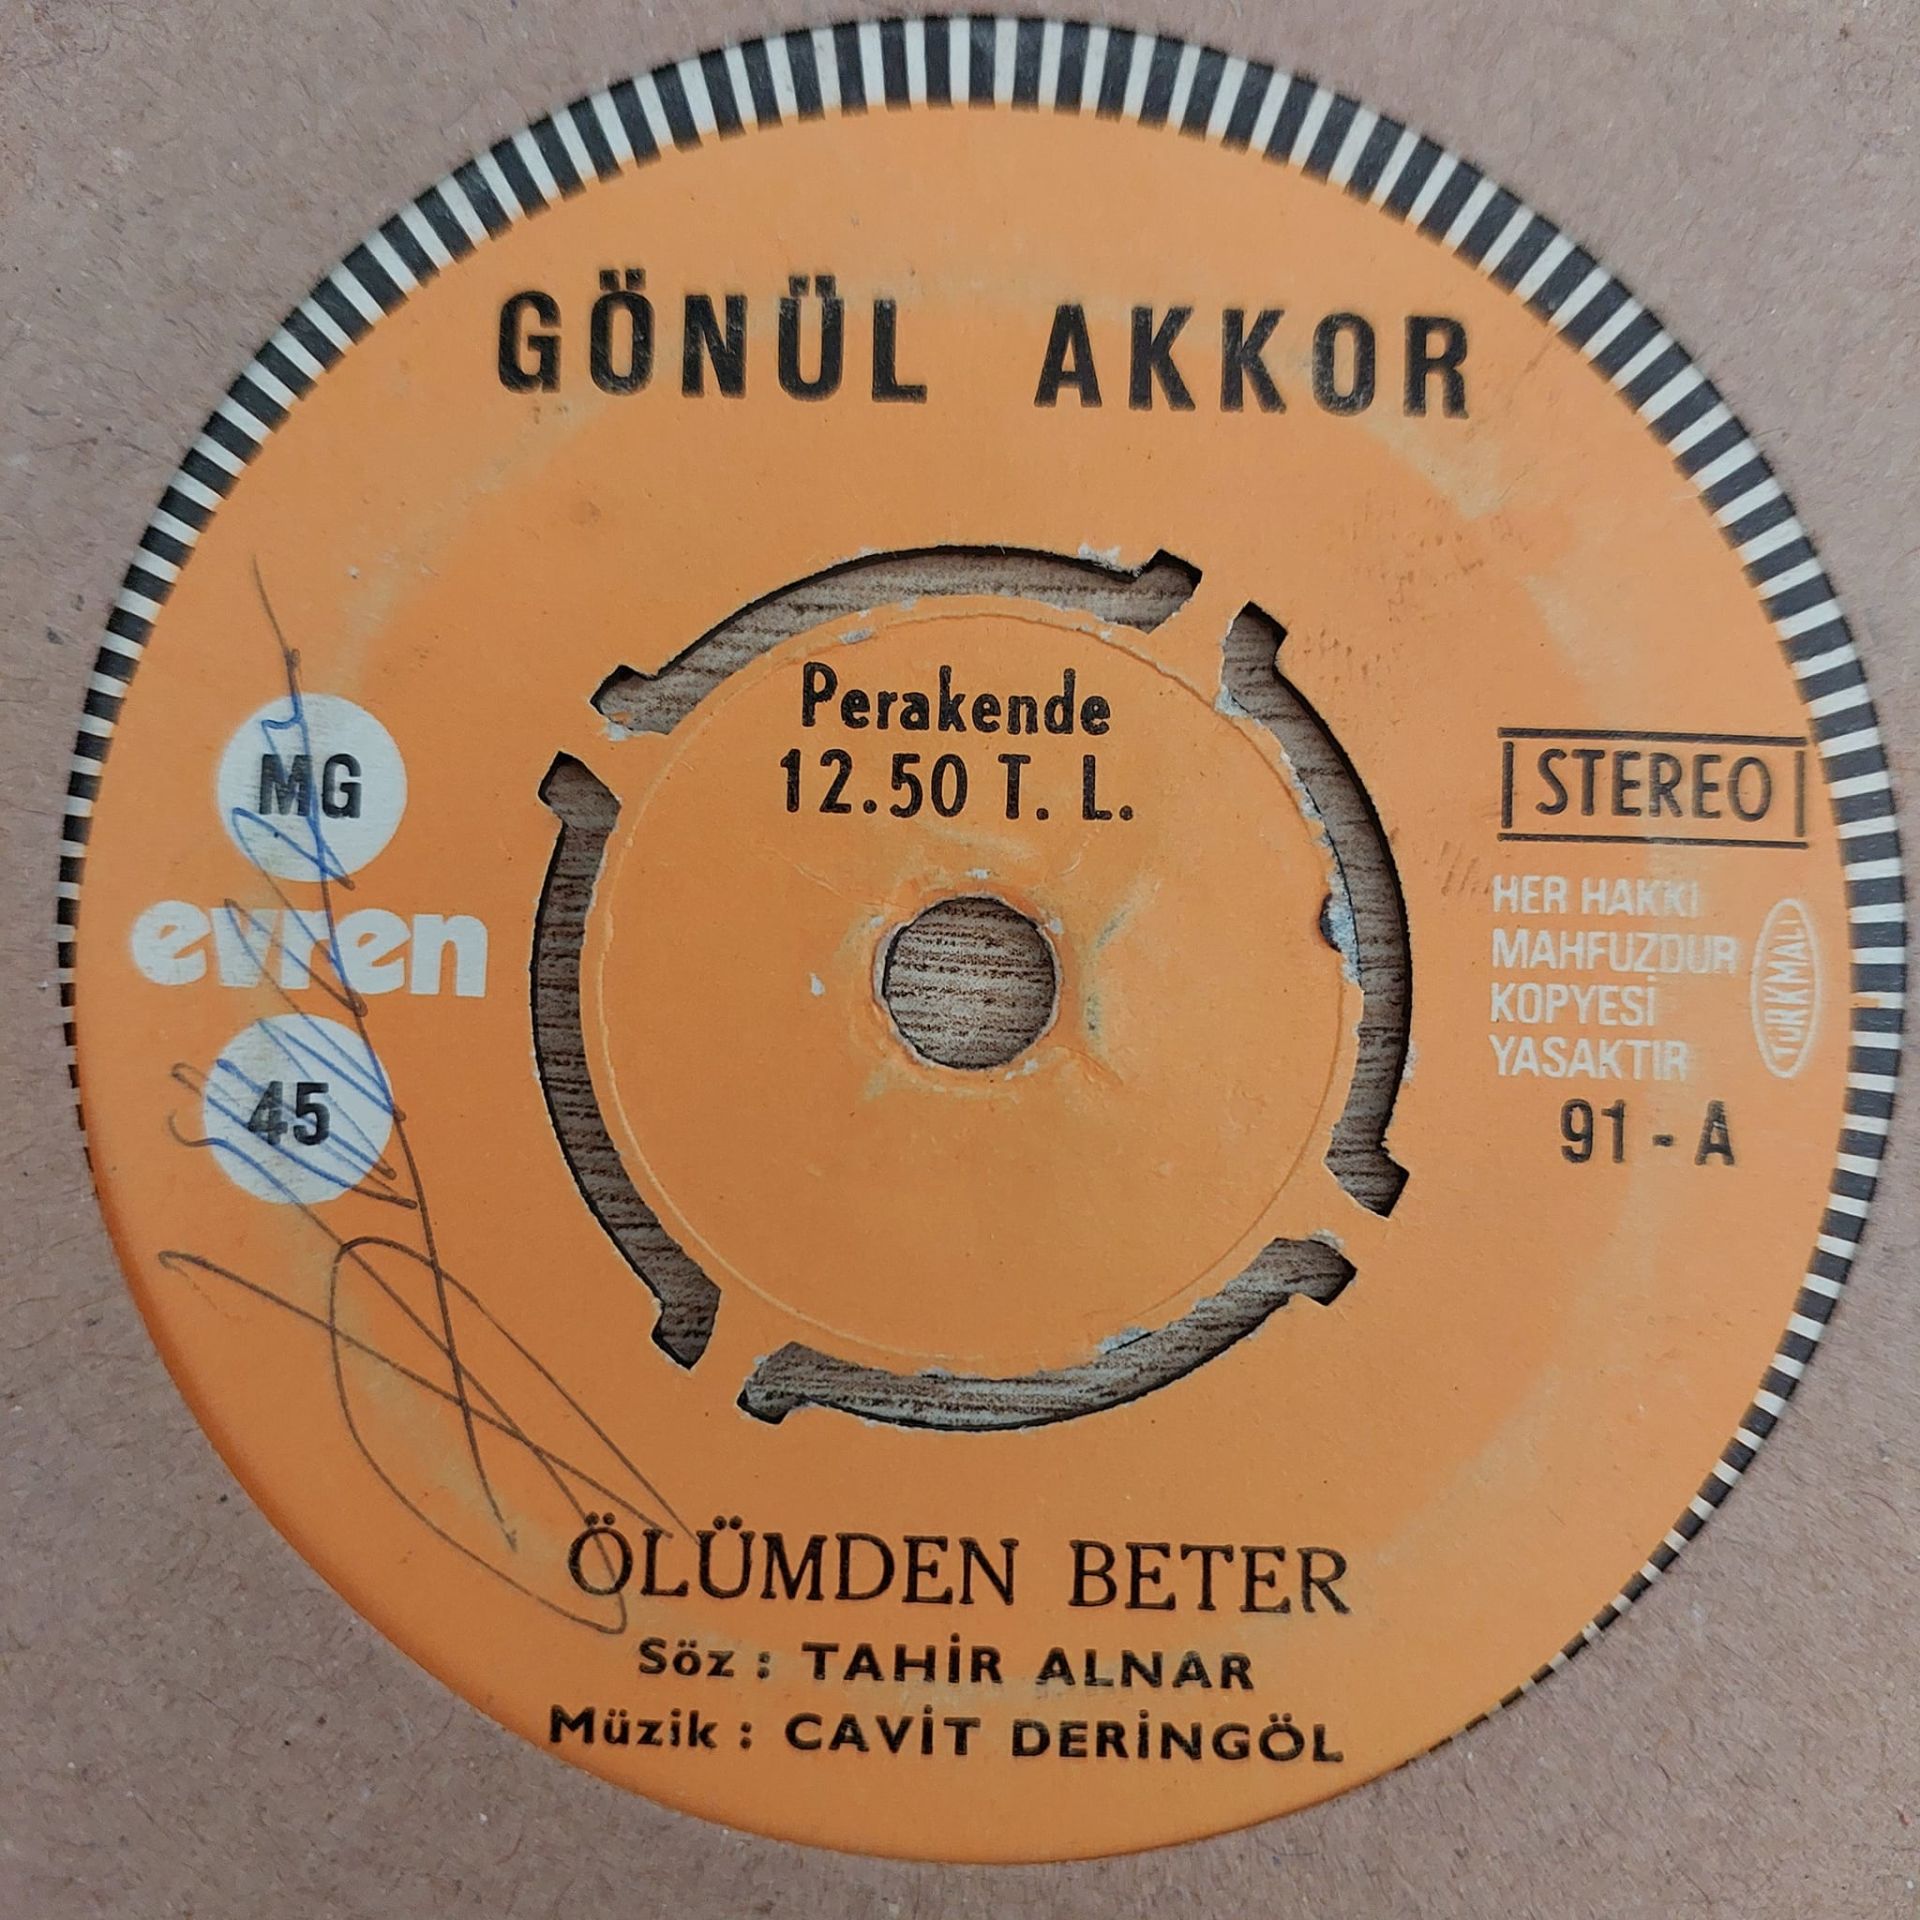 GÖNÜL AKKOR
Perakende
12.50 T. L.
MG
evren
45
STEREO
HER HAKKI
MAHFUZDUR
KOPYESİ
YASAKTIR
TÜRKMALI
91 - A
ÖLÜMDEN BETER
Söz : TAHİR ALNAR
Müzik : CAVİT DERİNGÖL